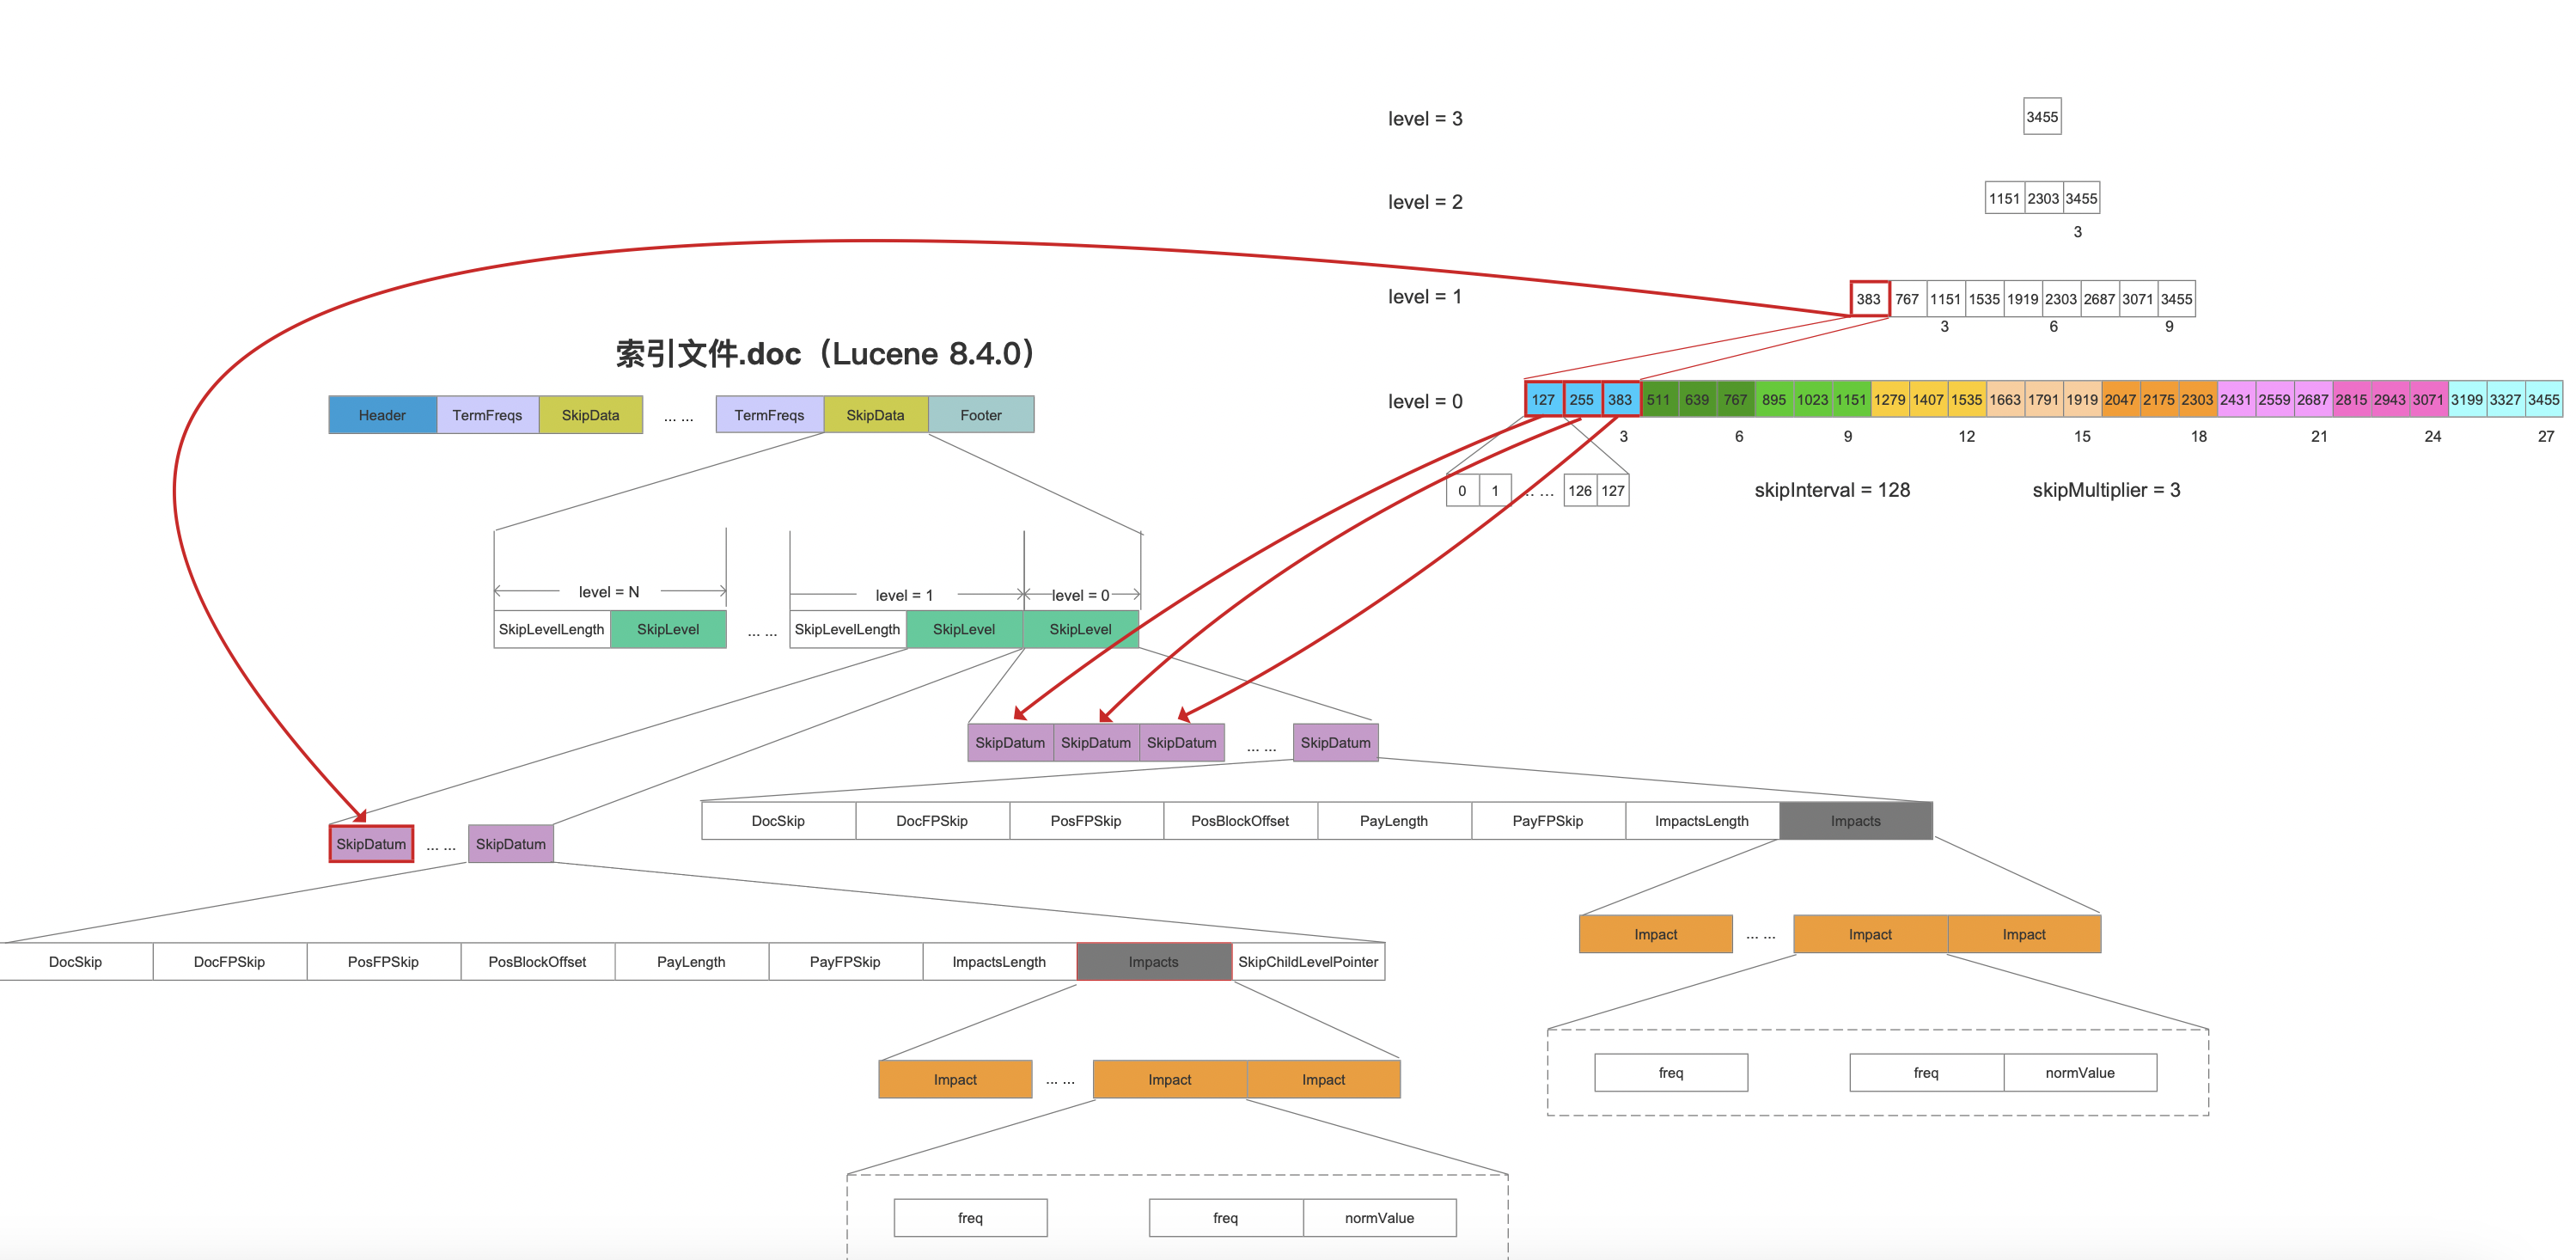 level = 3
3455
level = 2
1151 2303 3455
3
level = 1
383 767 1151 1535 1919 2303 2687 3071 3455
3 6 9
索引文件.doc（Lucene 8.4.0）
level = 0
127 255 383 511 639 767 895 1023 1151 1279 1407 1535 1663 1791 1919 2047 2175 2303 2431 2559 2687 2815 2943 3071 3199 3327 3455
3 6 9 12 15 18 21 24 27
Header TermFreqs SkipData ... ... TermFreqs SkipData Footer
0 1 ... ... 126 127
skipInterval = 128
skipMultiplier = 3
level = N
level = 1
level = 0
SkipLevelLength SkipLevel ... ... SkipLevelLength SkipLevel SkipLevel
SkipDatum SkipDatum SkipDatum ... ... SkipDatum
DocSkip DocFPSkip PosFPSkip PosBlockOffset PayLength PayFPSkip ImpactsLength Impacts
SkipDatum ... ... SkipDatum
Impact ... ... Impact Impact
DocSkip DocFPSkip PosFPSkip PosBlockOffset PayLength PayFPSkip ImpactsLength Impacts SkipChildLevelPointer
freq freq normValue
Impact ... ... Impact Impact
freq freq normValue